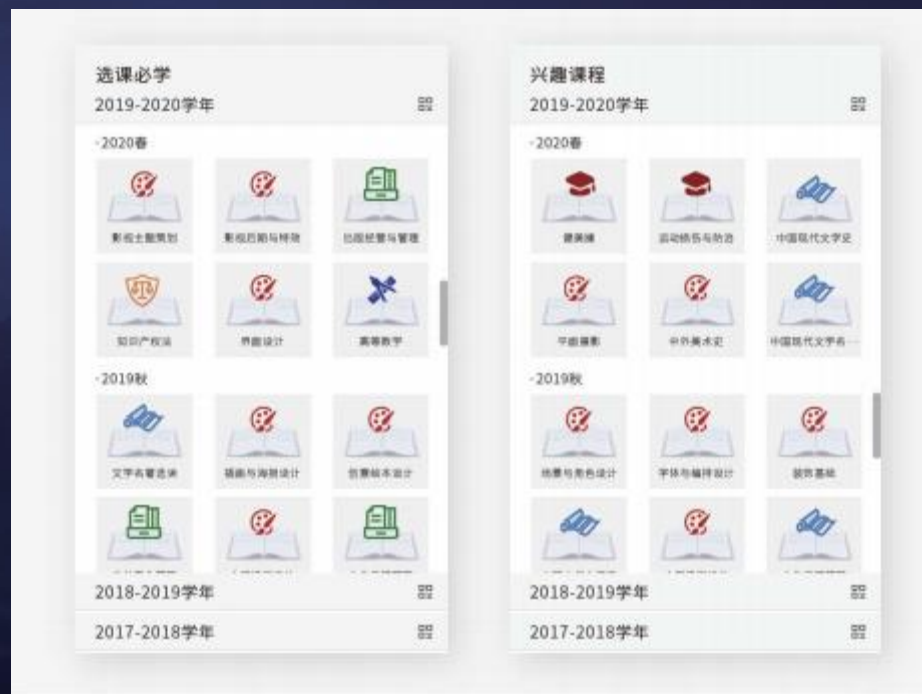 选课必学
2019-2020学年
·2020春
影视主题策划
影视后期与特效
出版经营与管理
知识产权法
界面设计
高等数学
·2019秋
文学名著选读
插画与海报设计
创意绘本设计
2018-2019学年
2017-2018学年
兴趣课程
2019-2020学年
·2020春
健美操
运动损伤与防治
中国现代文学史
平面摄影
中外美术史
中国现代文学名…
·2019秋
场景与角色设计
字体与编排设计
装饰基础
2018-2019学年
2017-2018学年